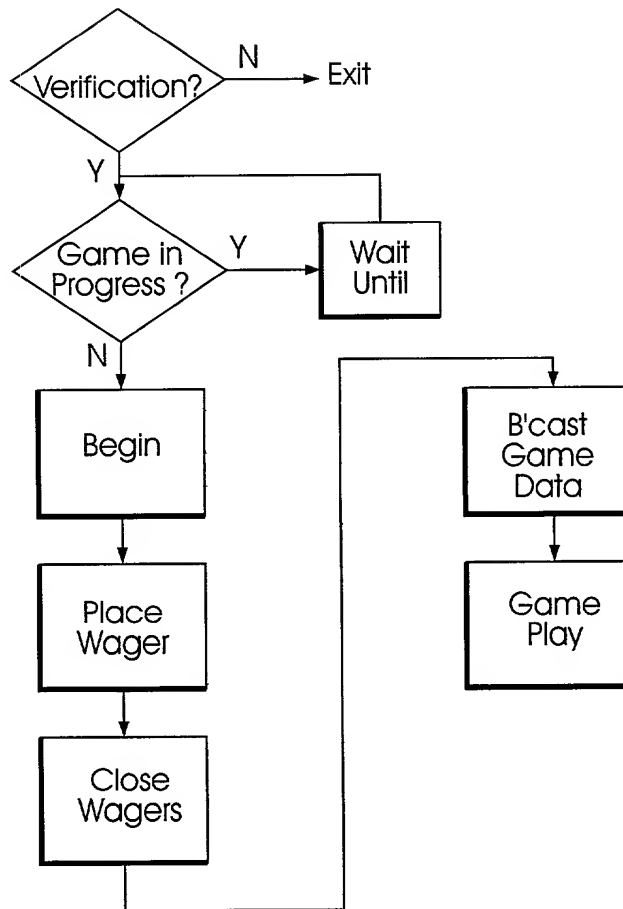 Verification?
N
Exit
Y
Game in
Progress ?
Y
Wait
Until
N
Begin
Place
Wager
Close
Wagers
B'cast
Game
Data
Game
Play